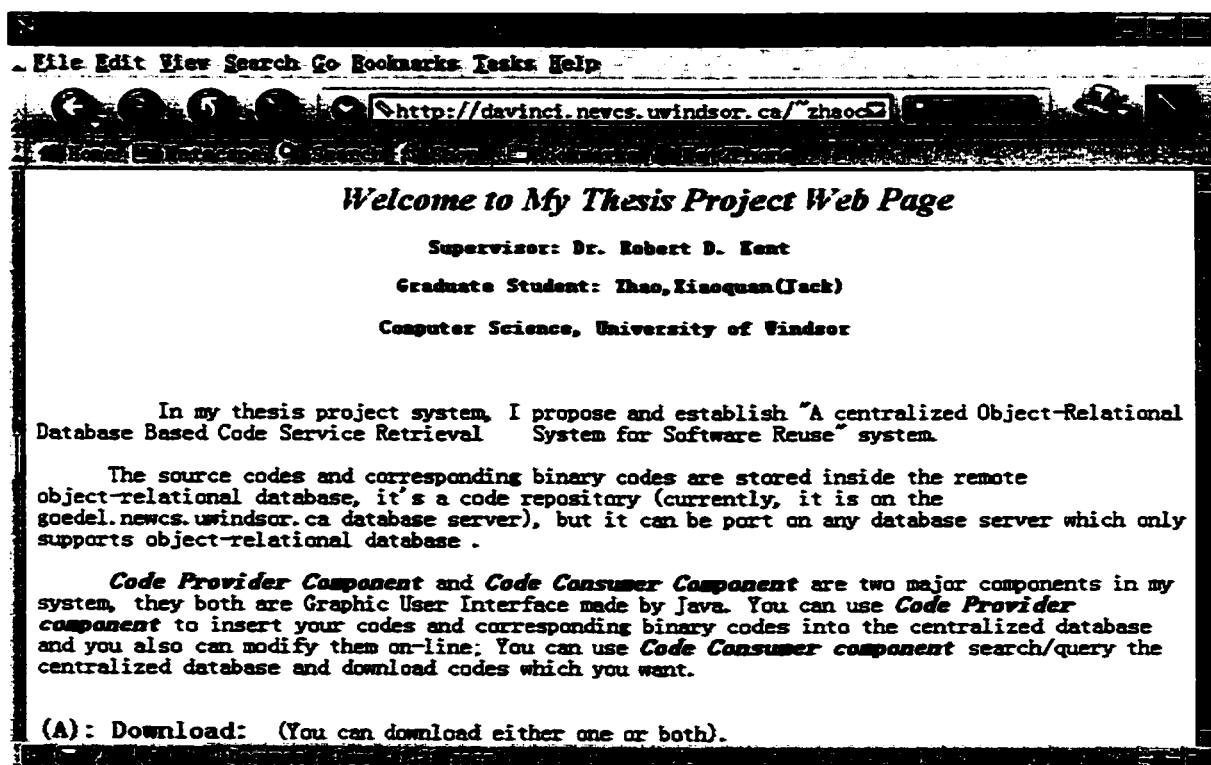 File Edit View Search Go Bookmarks Tasks Help
http://davinci.newcs.uwindsor.ca/~zhaoc
Welcome to My Thesis Project Web Page
Supervisor: Dr. Robert D. Kent
Graduate Student: Zhao,Xiaoquan(Jack)
Computer Science, University of Windsor
In my thesis project system, I propose and establish "A centralized Object-Relational
Database Based Code Service Retrieval System for Software Reuse" system.
The source codes and corresponding binary codes are stored inside the remote
object-relational database, it's a code repository (currently, it is on the
goedel.newcs.uwindsor.ca database server), but it can be port on any database server which only
supports object-relational database .
Code Provider Component and Code Consumer Component are two major components in my
system, they both are Graphic User Interface made by Java. You can use Code Provider
component to insert your codes and corresponding binary codes into the centralized database
and you also can modify them on-line; You can use Code Consumer component search/query the
centralized database and download codes which you want.
(A): Download: (You can download either one or both).